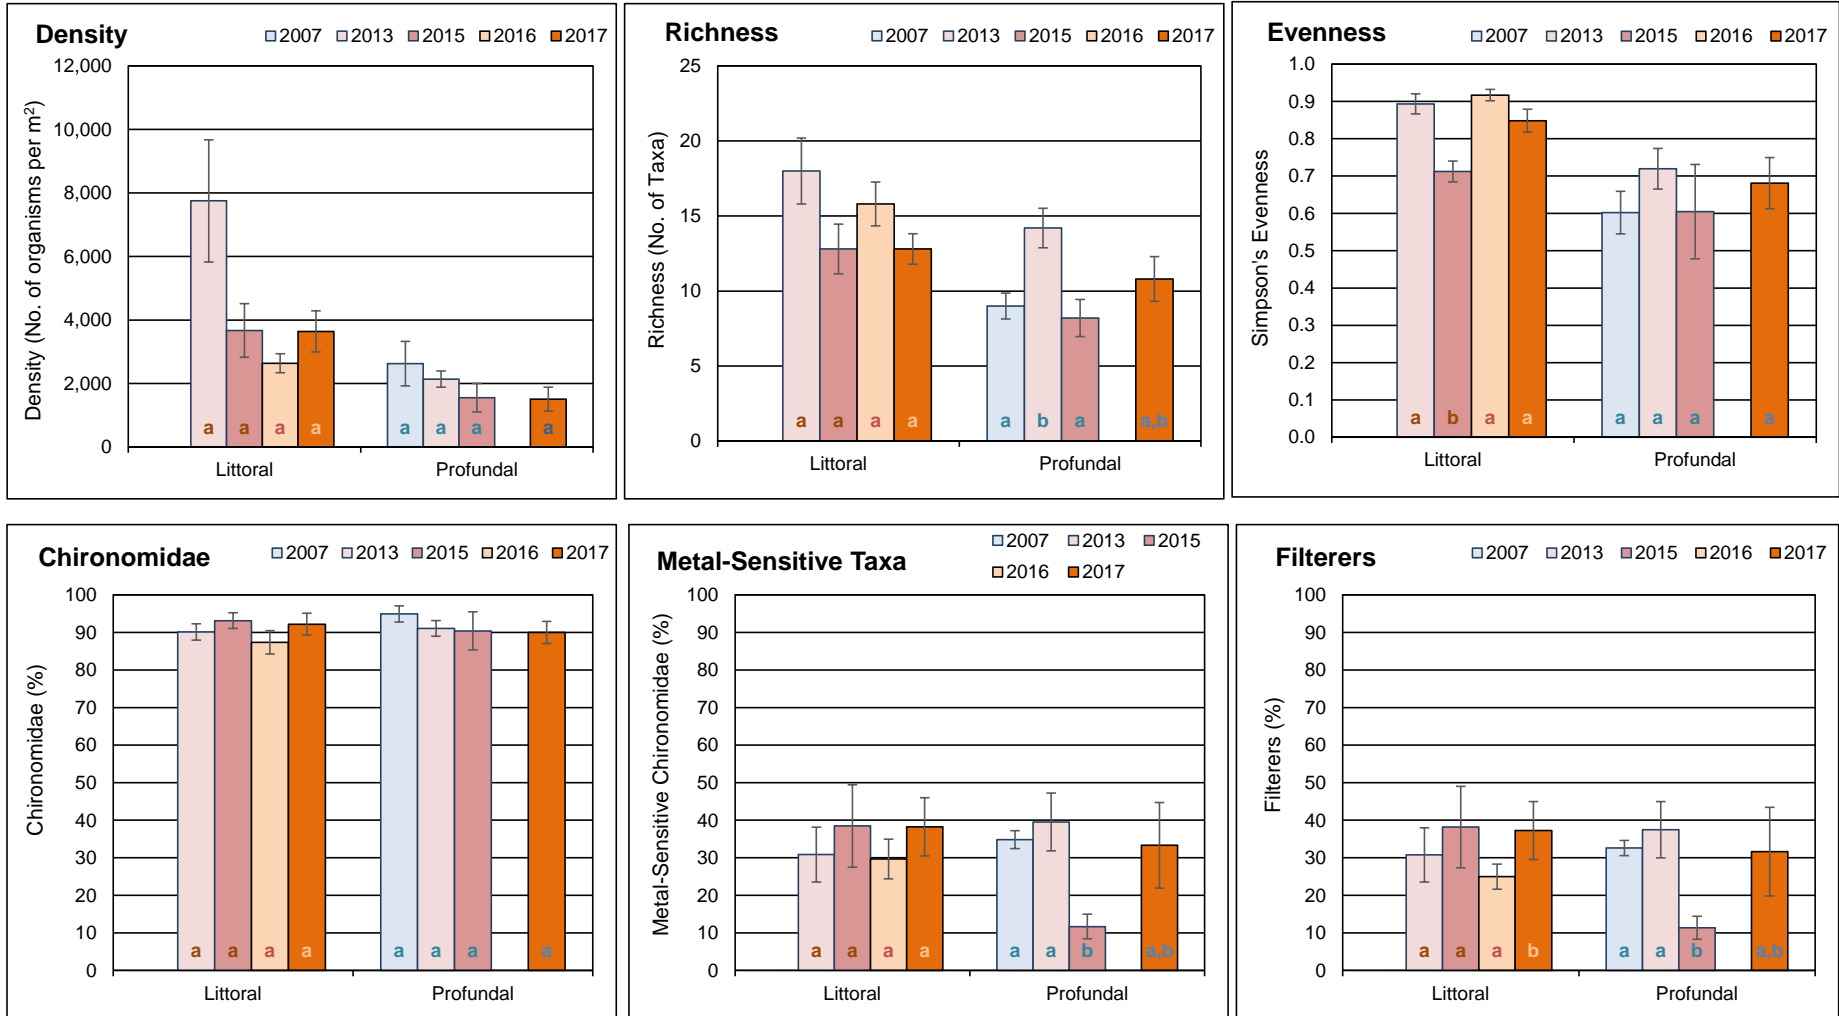 Density
2007 2013 2015 2016 2017
12,000
10,000
8,000
6,000
4,000
2,000
0
Density (No. of organisms per m²)
a a a a a a a a
Littoral Profundal
Richness
2007 2013 2015 2016 2017
25
20
15
10
5
0
Richness (No. of Taxa)
a a a a a b a a,b
Littoral Profundal
Evenness
2007 2013 2015 2016 2017
1.0
0.9
0.8
0.7
0.6
0.5
0.4
0.3
0.2
0.1
0.0
Simpson's Evenness
a b a a a a a a
Littoral Profundal
Chironomidae
2007 2013 2015 2016 2017
100
90
80
70
60
50
40
30
20
10
0
Chironomidae (%)
a a a a a a a a
Littoral Profundal
Metal-Sensitive Taxa
2007 2013 2015
2016 2017
100
90
80
70
60
50
40
30
20
10
0
Metal-Sensitive Chironomidae (%)
a a a a a a b a,b
Littoral Profundal
Filterers
2007 2013 2015 2016 2017
100
90
80
70
60
50
40
30
20
10
0
Filterers (%)
a a a b a a b a,b
Littoral Profundal